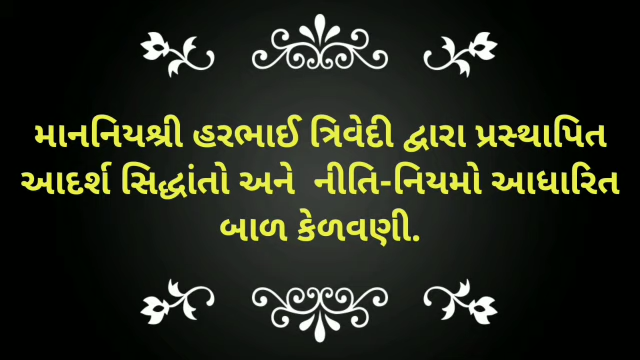 માનનિયશ્રી હરભાઈ ત્રિવેદી દ્વારા પ્રસ્થાપિત
આદર્શ સિદ્ધાંતો અને નીતિ-નિયમો આધારિત
બાળ કેળવણી.